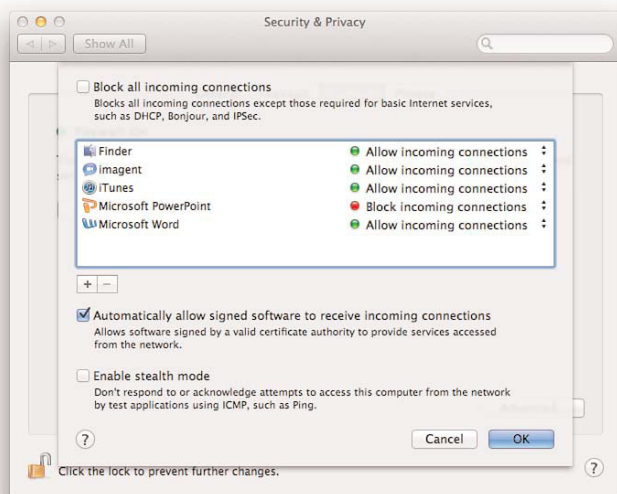 Security & Privacy
Show All
Block all incoming connections
Blocks all incoming connections except those required for basic Internet services,
such as DHCP, Bonjour, and IPSec.
Finder Allow incoming connections
imagent Allow incoming connections
iTunes Allow incoming connections
Microsoft PowerPoint Block incoming connections
Microsoft Word Allow incoming connections
+ −
Automatically allow signed software to receive incoming connections
Allows software signed by a valid certificate authority to provide services accessed
from the network.
Enable stealth mode
Don't respond to or acknowledge attempts to access this computer from the network
by test applications using ICMP, such as Ping.
? Cancel OK
Click the lock to prevent further changes. ?